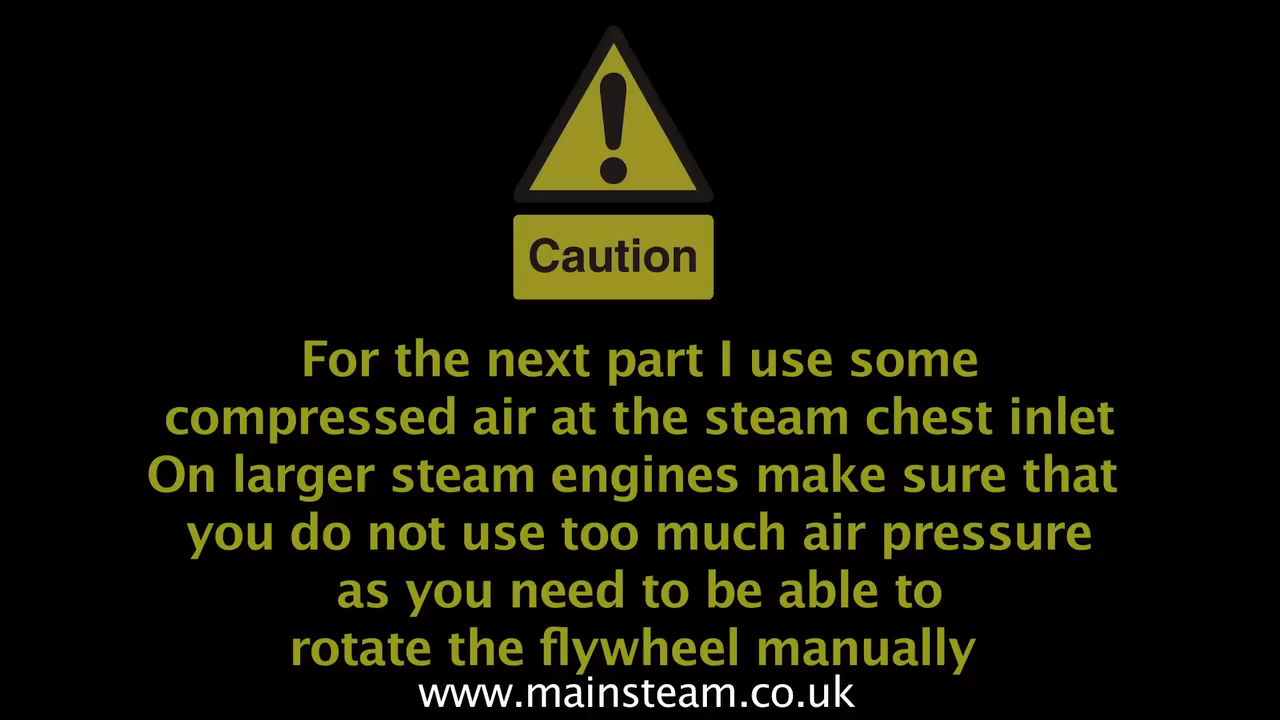 Caution
For the next part I use some
compressed air at the steam chest inlet
On larger steam engines make sure that
you do not use too much air pressure
as you need to be able to
rotate the flywheel manually
www.mainsteam.co.uk